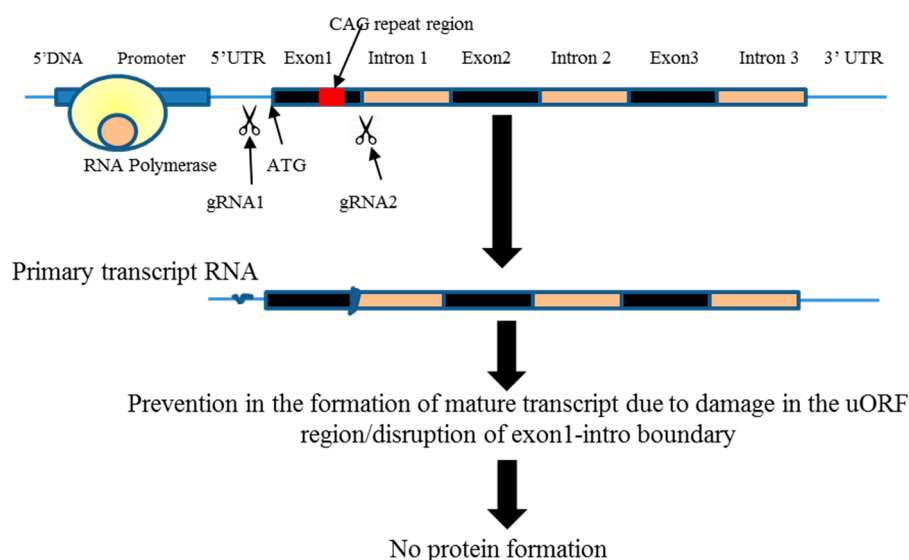 CAG repeat region
5’DNA Promoter 5’UTR Exon1 Intron 1 Exon2 Intron 2 Exon3 Intron 3 3’ UTR
RNA Polymerase
ATG
gRNA1
gRNA2
Primary transcript RNA
Prevention in the formation of mature transcript due to damage in the uORF
region/disruption of exon1-intro boundary
No protein formation